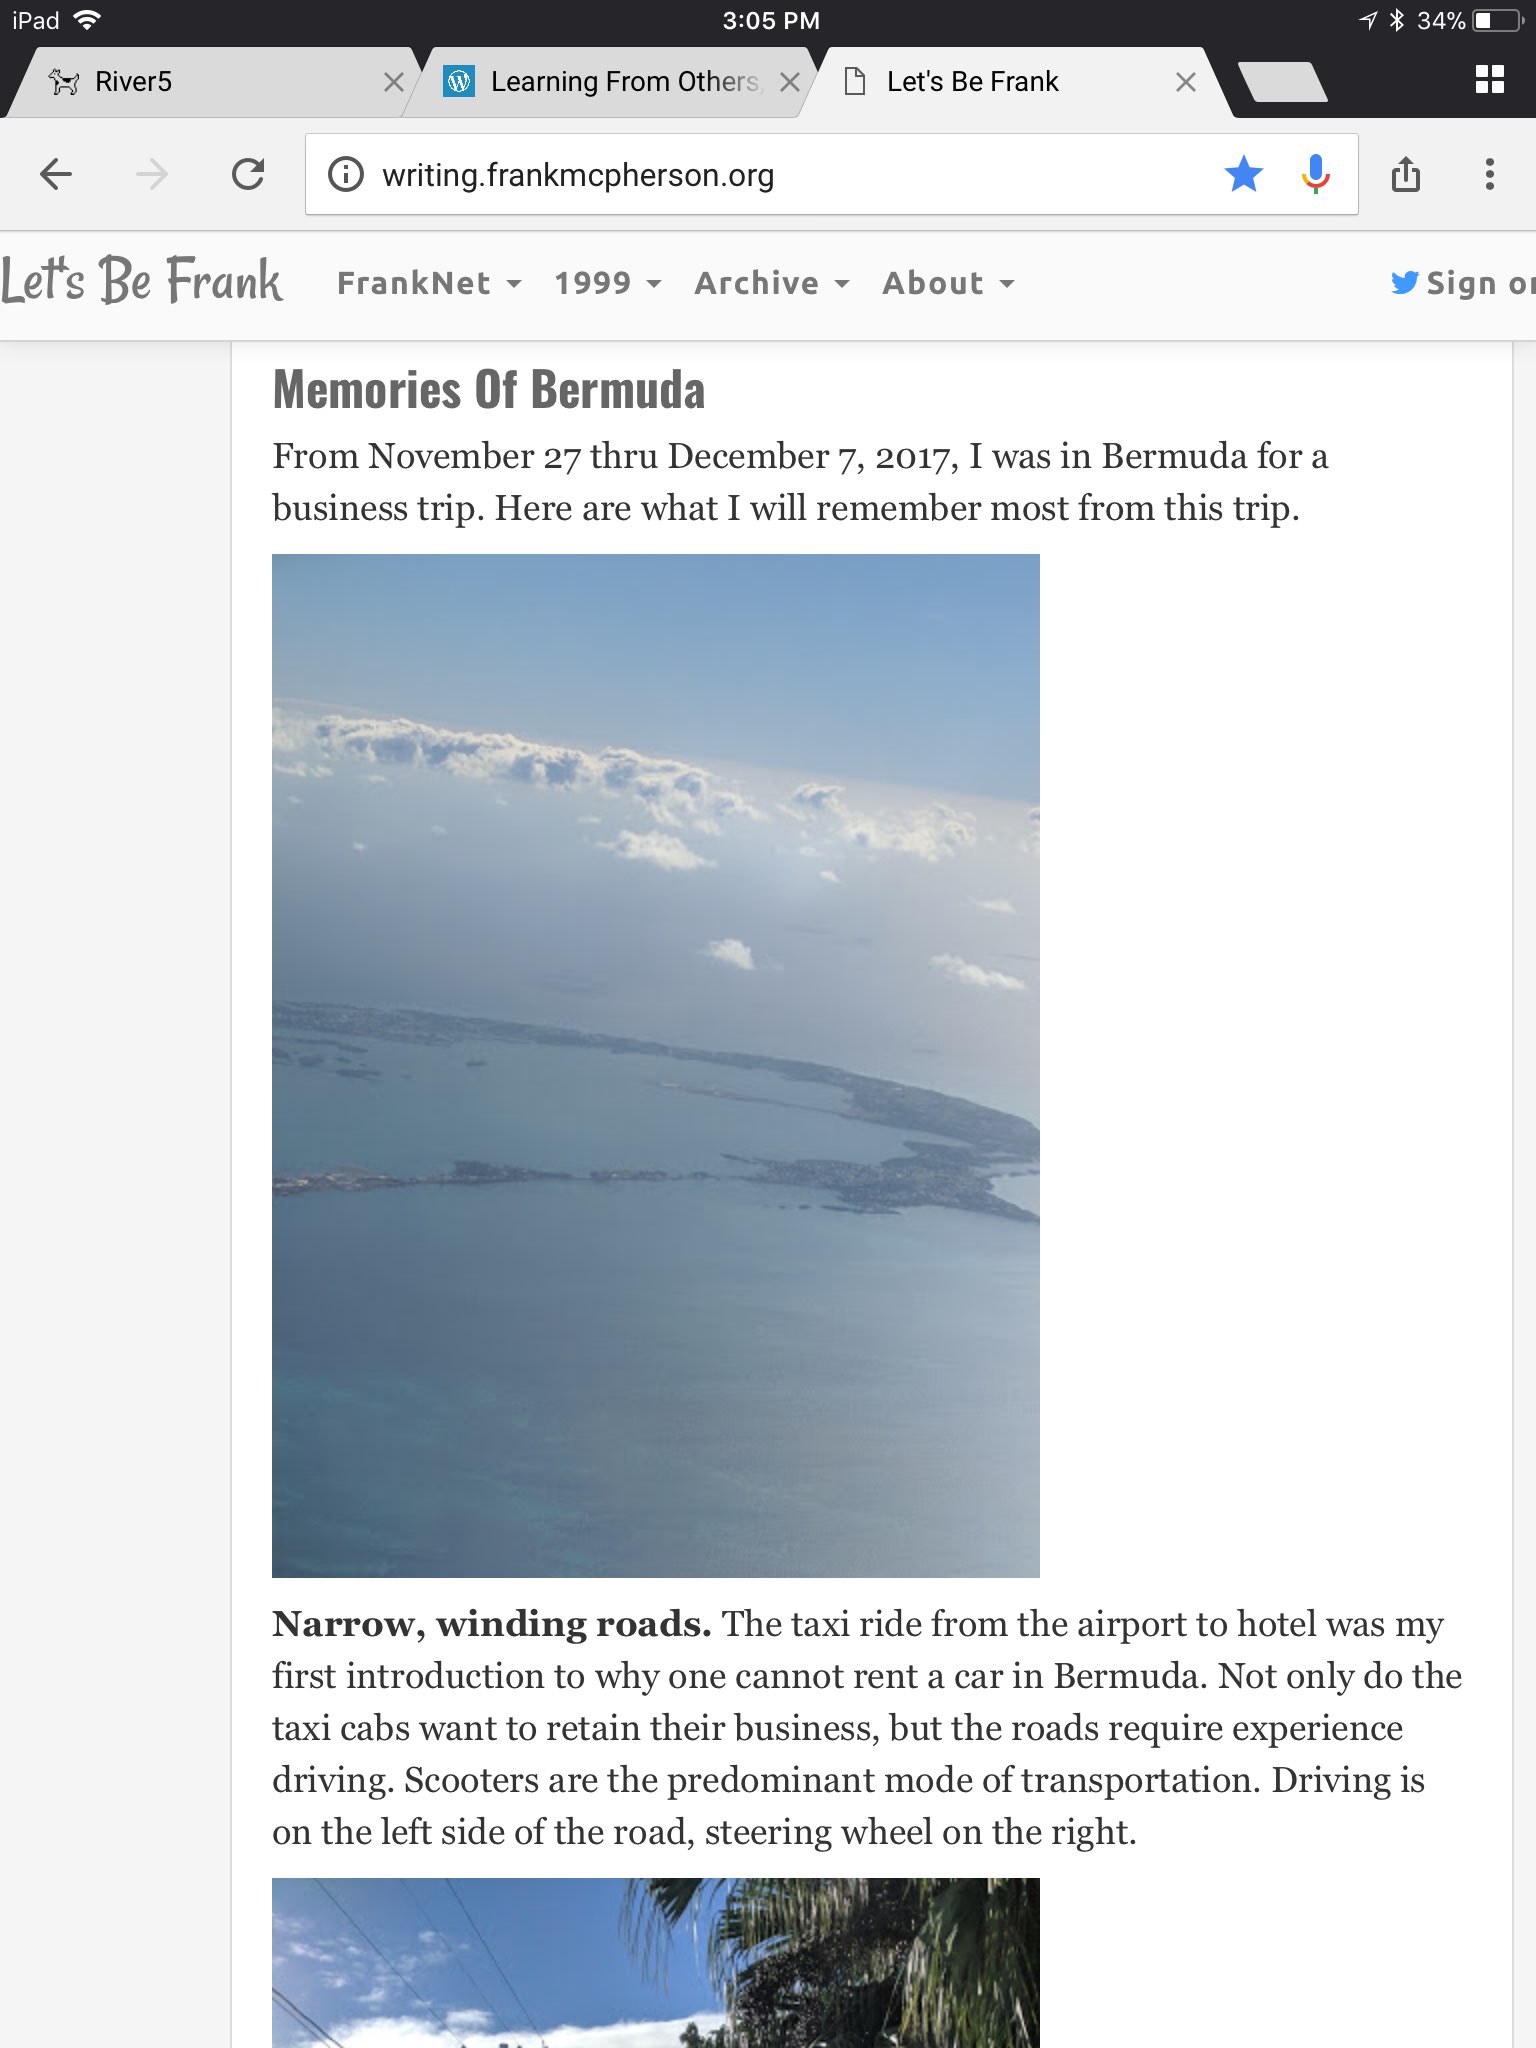 iPad 3:05 PM 34%
River5 Learning From Others, Let's Be Frank
writing.frankmcpherson.org
Let's Be Frank FrankNet 1999 Archive About Sign on
Memories Of Bermuda
From November 27 thru December 7, 2017, I was in Bermuda for a
business trip. Here are what I will remember most from this trip.
Narrow, winding roads. The taxi ride from the airport to hotel was my
first introduction to why one cannot rent a car in Bermuda. Not only do the
taxi cabs want to retain their business, but the roads require experience
driving. Scooters are the predominant mode of transportation. Driving is
on the left side of the road, steering wheel on the right.